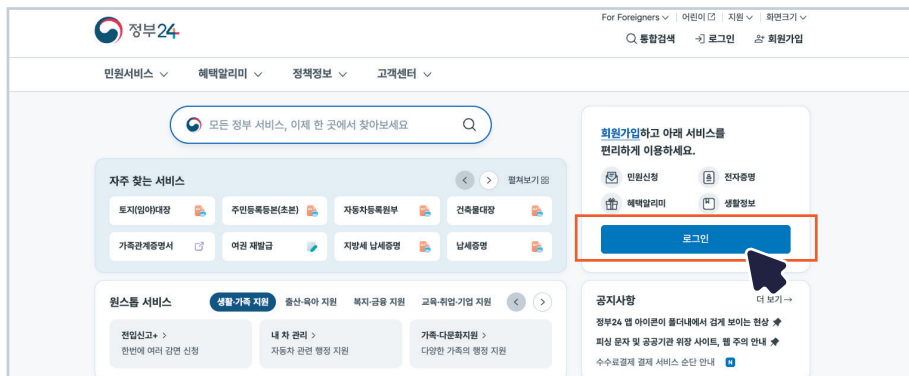 For Foreigners 어린이 지원 화면크기
정부24
통합검색 로그인 회원가입
민원서비스 혜택알리미 정책정보 고객센터
모든 정부 서비스, 이제 한 곳에서 찾아보세요
회원가입하고 아래 서비스를
편리하게 이용하세요.
민원신청 전자증명
혜택알리미 생활정보
로그인
자주 찾는 서비스 펼쳐보기
토지(임야)대장 주민등록등본(초본) 자동차등록원부 건축물대장
가족관계증명서 여권 재발급 지방세 납세증명 납세증명
원스톱 서비스 생활·가족 지원 출산·육아 지원 복지·금융 지원 교육·취업·기업 지원
전입신고+ >
한번에 여러 감면 신청
내 차 관리 >
자동차 관련 행정 지원
가족·다문화지원 >
다양한 가족의 행정 지원
공지사항 더 보기→
정부24 앱 아이콘이 폴더내에서 검게 보이는 현상
피싱 문자 및 공공기관 위장 사이트, 웹 주의 안내
수수료결제 결제 서비스 순단 안내 N